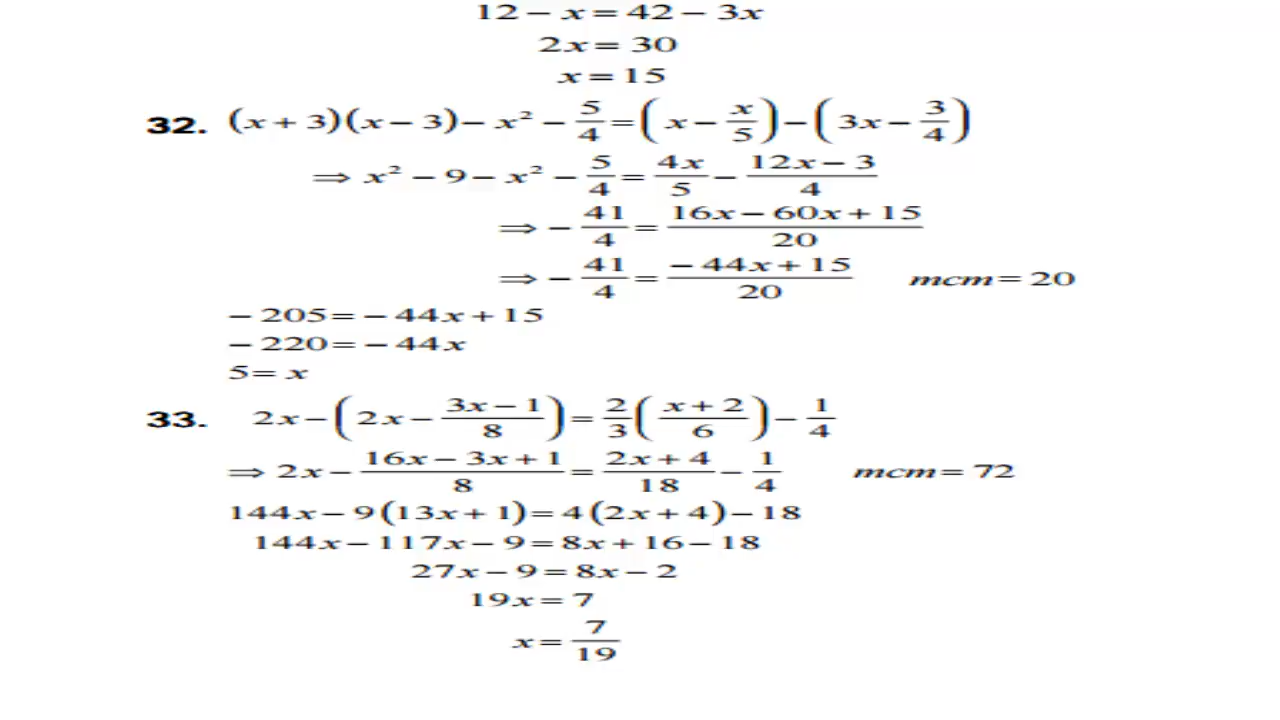 12 − x = 42 − 3x
2x = 30
x = 15
32. (x + 3)(x − 3) − x² − 5/4 = (x − x/5) − (3x − 3/4)
⇒ x² − 9 − x² − 5/4 = 4x/5 − (12x − 3)/4
⇒ − 41/4 = (16x − 60x + 15)/20
⇒ − 41/4 = (− 44x + 15)/20 mcm = 20
− 205 = − 44x + 15
− 220 = − 44x
5 = x
33. 2x − (2x − (3x − 1)/8) = 2/3 ((x + 2)/6) − 1/4
⇒ 2x − (16x − 3x + 1)/8 = (2x + 4)/18 − 1/4 mcm = 72
144x − 9(13x + 1) = 4(2x + 4) − 18
144x − 117x − 9 = 8x + 16 − 18
27x − 9 = 8x − 2
19x = 7
x = 7/19